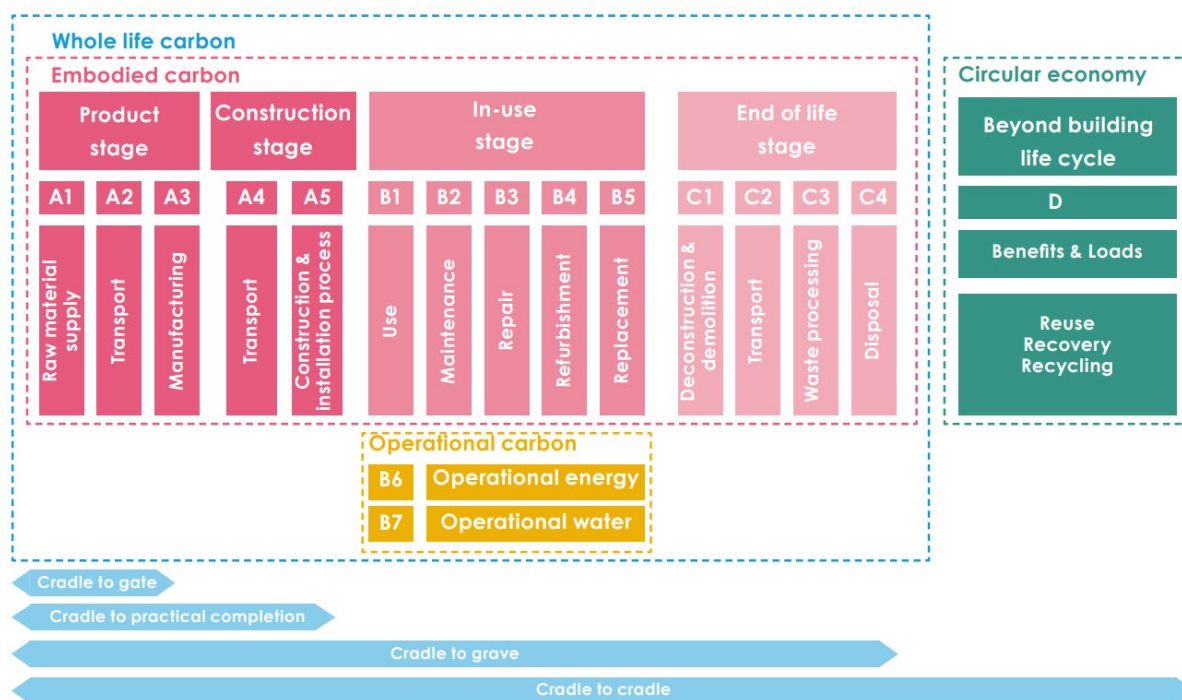 Whole life carbon
Embodied carbon
Circular economy
Product
stage
Construction
stage
In-use
stage
End of life
stage
Beyond building
life cycle
A1
A2
A3
A4
A5
B1
B2
B3
B4
B5
C1
C2
C3
C4
D
Raw material
supply
Transport
Manufacturing
Transport
Construction &
installation process
Use
Maintenance
Repair
Refurbishment
Replacement
Deconstruction &
demolition
Transport
Waste processing
Disposal
Benefits & Loads
Reuse
Recovery
Recycling
Operational carbon
B6
Operational energy
B7
Operational water
Cradle to gate
Cradle to practical completion
Cradle to grave
Cradle to cradle